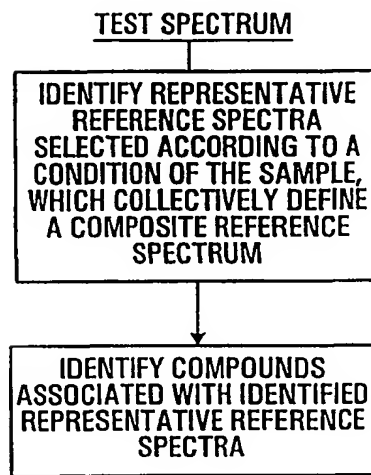 TEST SPECTRUM
IDENTIFY REPRESENTATIVE
REFERENCE SPECTRA
SELECTED ACCORDING TO A
CONDITION OF THE SAMPLE,
WHICH COLLECTIVELY DEFINE
A COMPOSITE REFERENCE
SPECTRUM
IDENTIFY COMPOUNDS
ASSOCIATED WITH IDENTIFIED
REPRESENTATIVE REFERENCE
SPECTRA